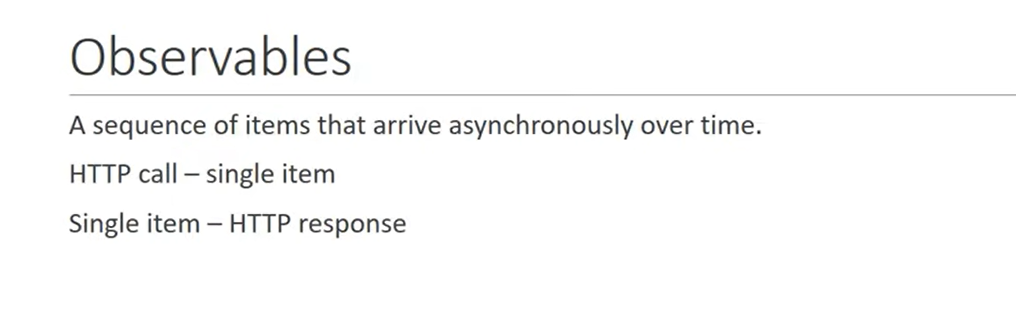 Observables
A sequence of items that arrive asynchronously over time.
HTTP call – single item
Single item – HTTP response